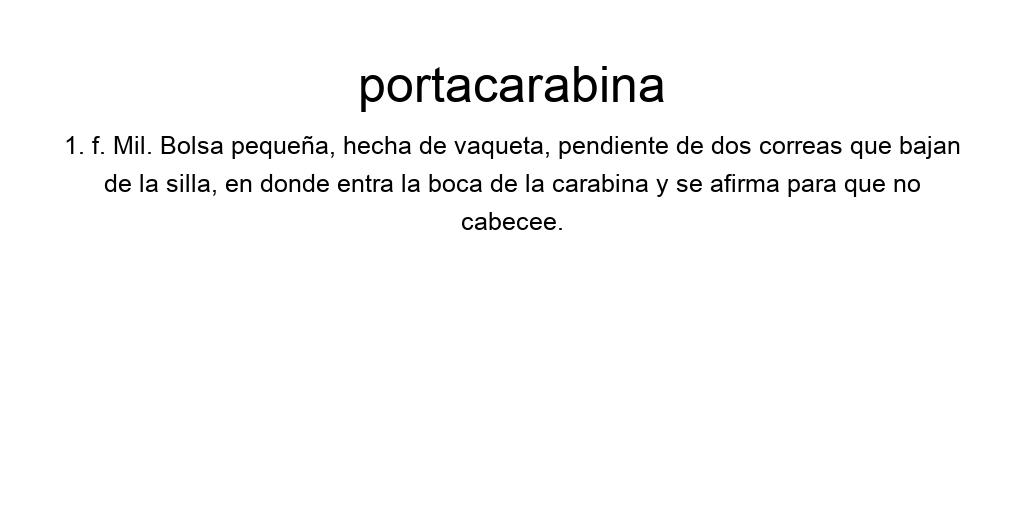 portacarabina
1. f. Mil. Bolsa pequeña, hecha de vaqueta, pendiente de dos correas que bajan
de la silla, en donde entra la boca de la carabina y se afirma para que no
cabecee.